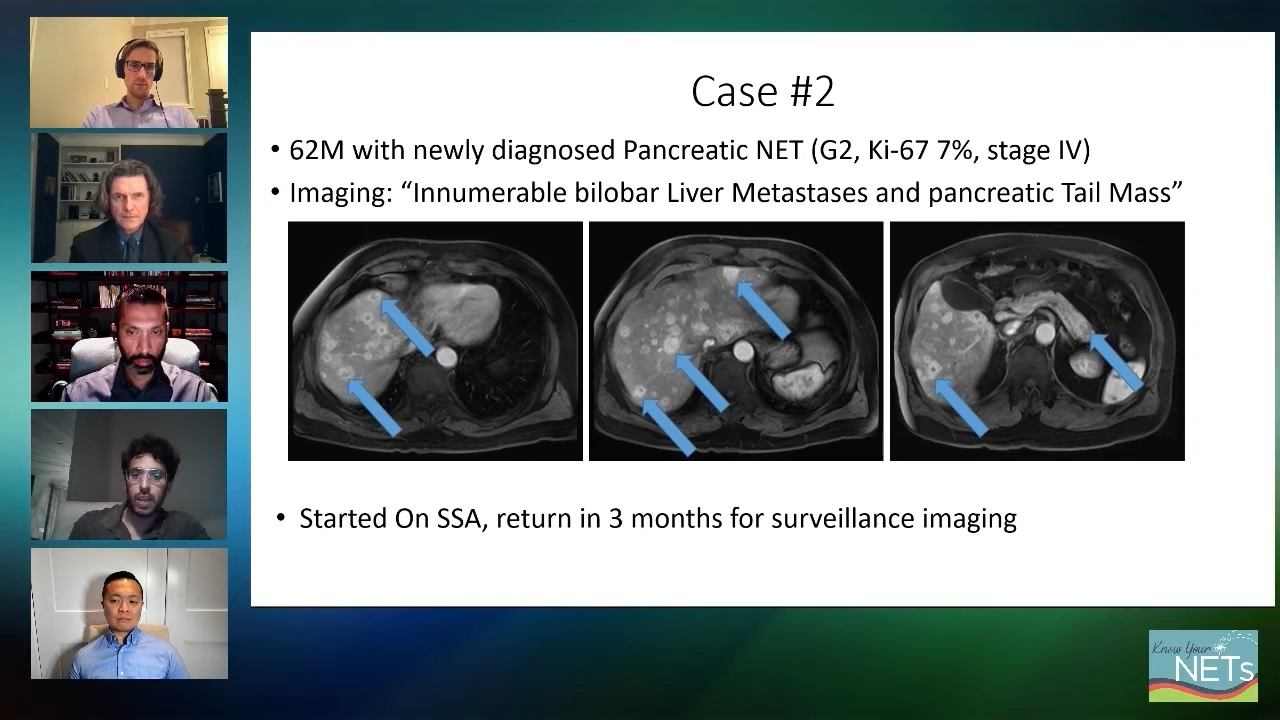 Case #2
• 62M with newly diagnosed Pancreatic NET (G2, Ki-67 7%, stage IV)
• Imaging: “Innumerable bilobar Liver Metastases and pancreatic Tail Mass”
• Started On SSA, return in 3 months for surveillance imaging
Know Your
NETs